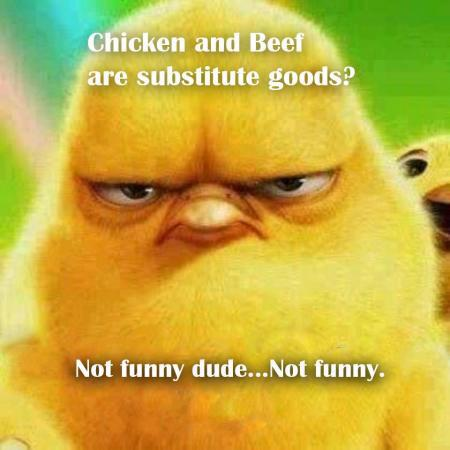 Chicken and Beef
are substitute goods?
Not funny dude...Not funny.